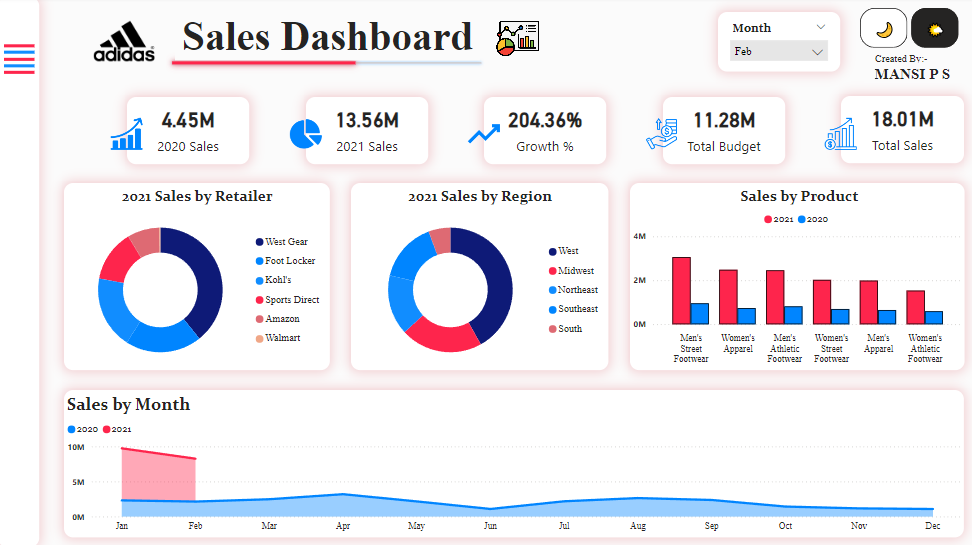 adidas
Sales Dashboard
Month
Feb
Created By:-
MANSI P S
4.45M
2020 Sales
13.56M
2021 Sales
204.36%
Growth %
11.28M
Total Budget
18.01M
Total Sales
2021 Sales by Retailer
West Gear
Foot Locker
Kohl's
Sports Direct
Amazon
Walmart
2021 Sales by Region
West
Midwest
Northeast
Southeast
South
Sales by Product
2021 2020
4M
2M
0M
Men's Street Footwear
Women's Apparel
Men's Athletic Footwear
Women's Street Footwear
Men's Apparel
Women's Athletic Footwear
Sales by Month
2020 2021
10M
5M
0M
Jan Feb Mar Apr May Jun Jul Aug Sep Oct Nov Dec